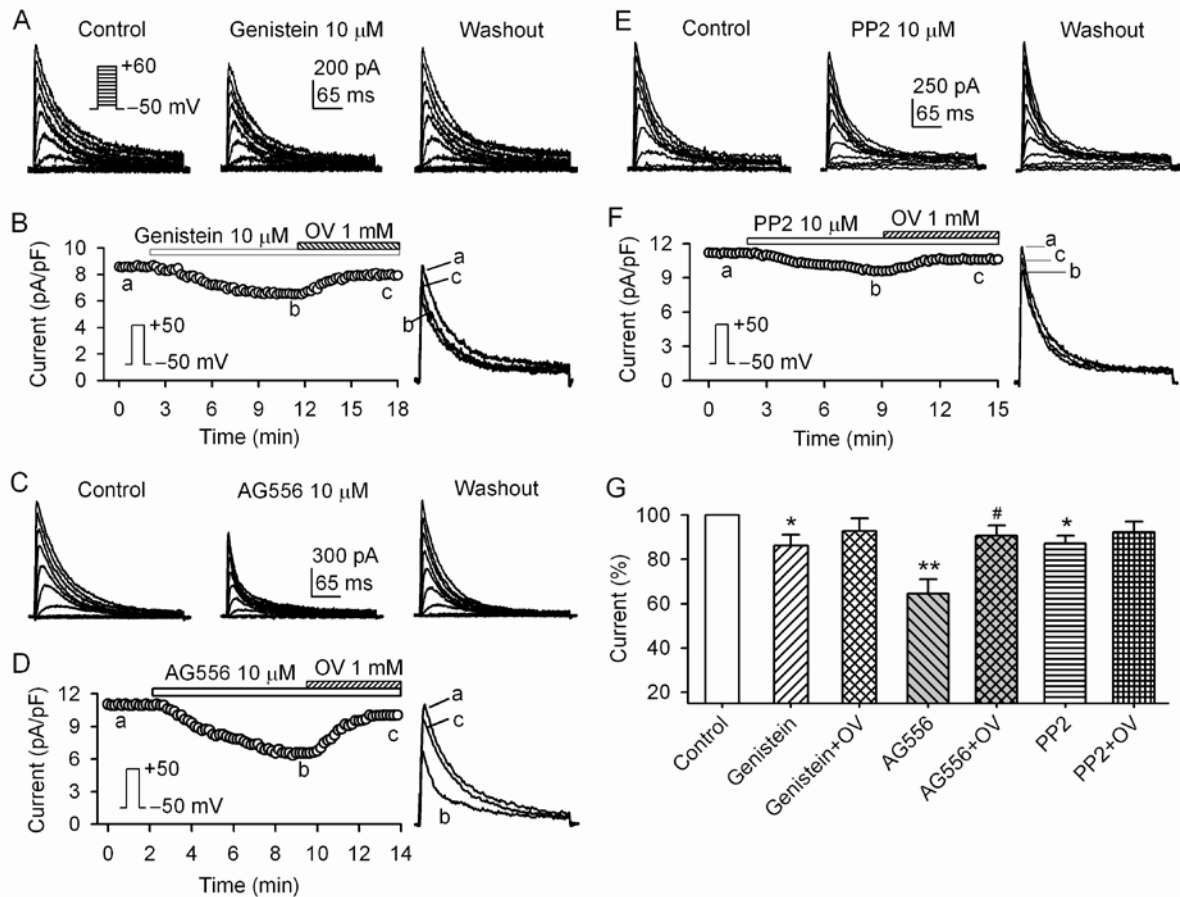 A
Control
Genistein 10 μM
Washout
+60
−50 mV
200 pA
65 ms
B
Genistein 10 μM
OV 1 mM
Current (pA/pF)
10
8
6
4
2
0
a
b
c
+50
−50 mV
0 3 6 9 12 15 18
Time (min)
a
c
b
C
Control
AG556 10 μM
Washout
300 pA
65 ms
D
AG556 10 μM
OV 1 mM
Current (pA/pF)
12
9
6
3
0
a
b
c
+50
−50 mV
0 2 4 6 8 10 12 14
Time (min)
a
c
b
E
Control
PP2 10 μM
Washout
250 pA
65 ms
F
PP2 10 μM
OV 1 mM
Current (pA/pF)
12
9
6
3
0
a
b
c
+50
−50 mV
0 3 6 9 12 15
Time (min)
a
c
b
G
Current (%)
100
80
60
40
20
*
**
#
*
Control
Genistein
Genistein+OV
AG556
AG556+OV
PP2
PP2+OV